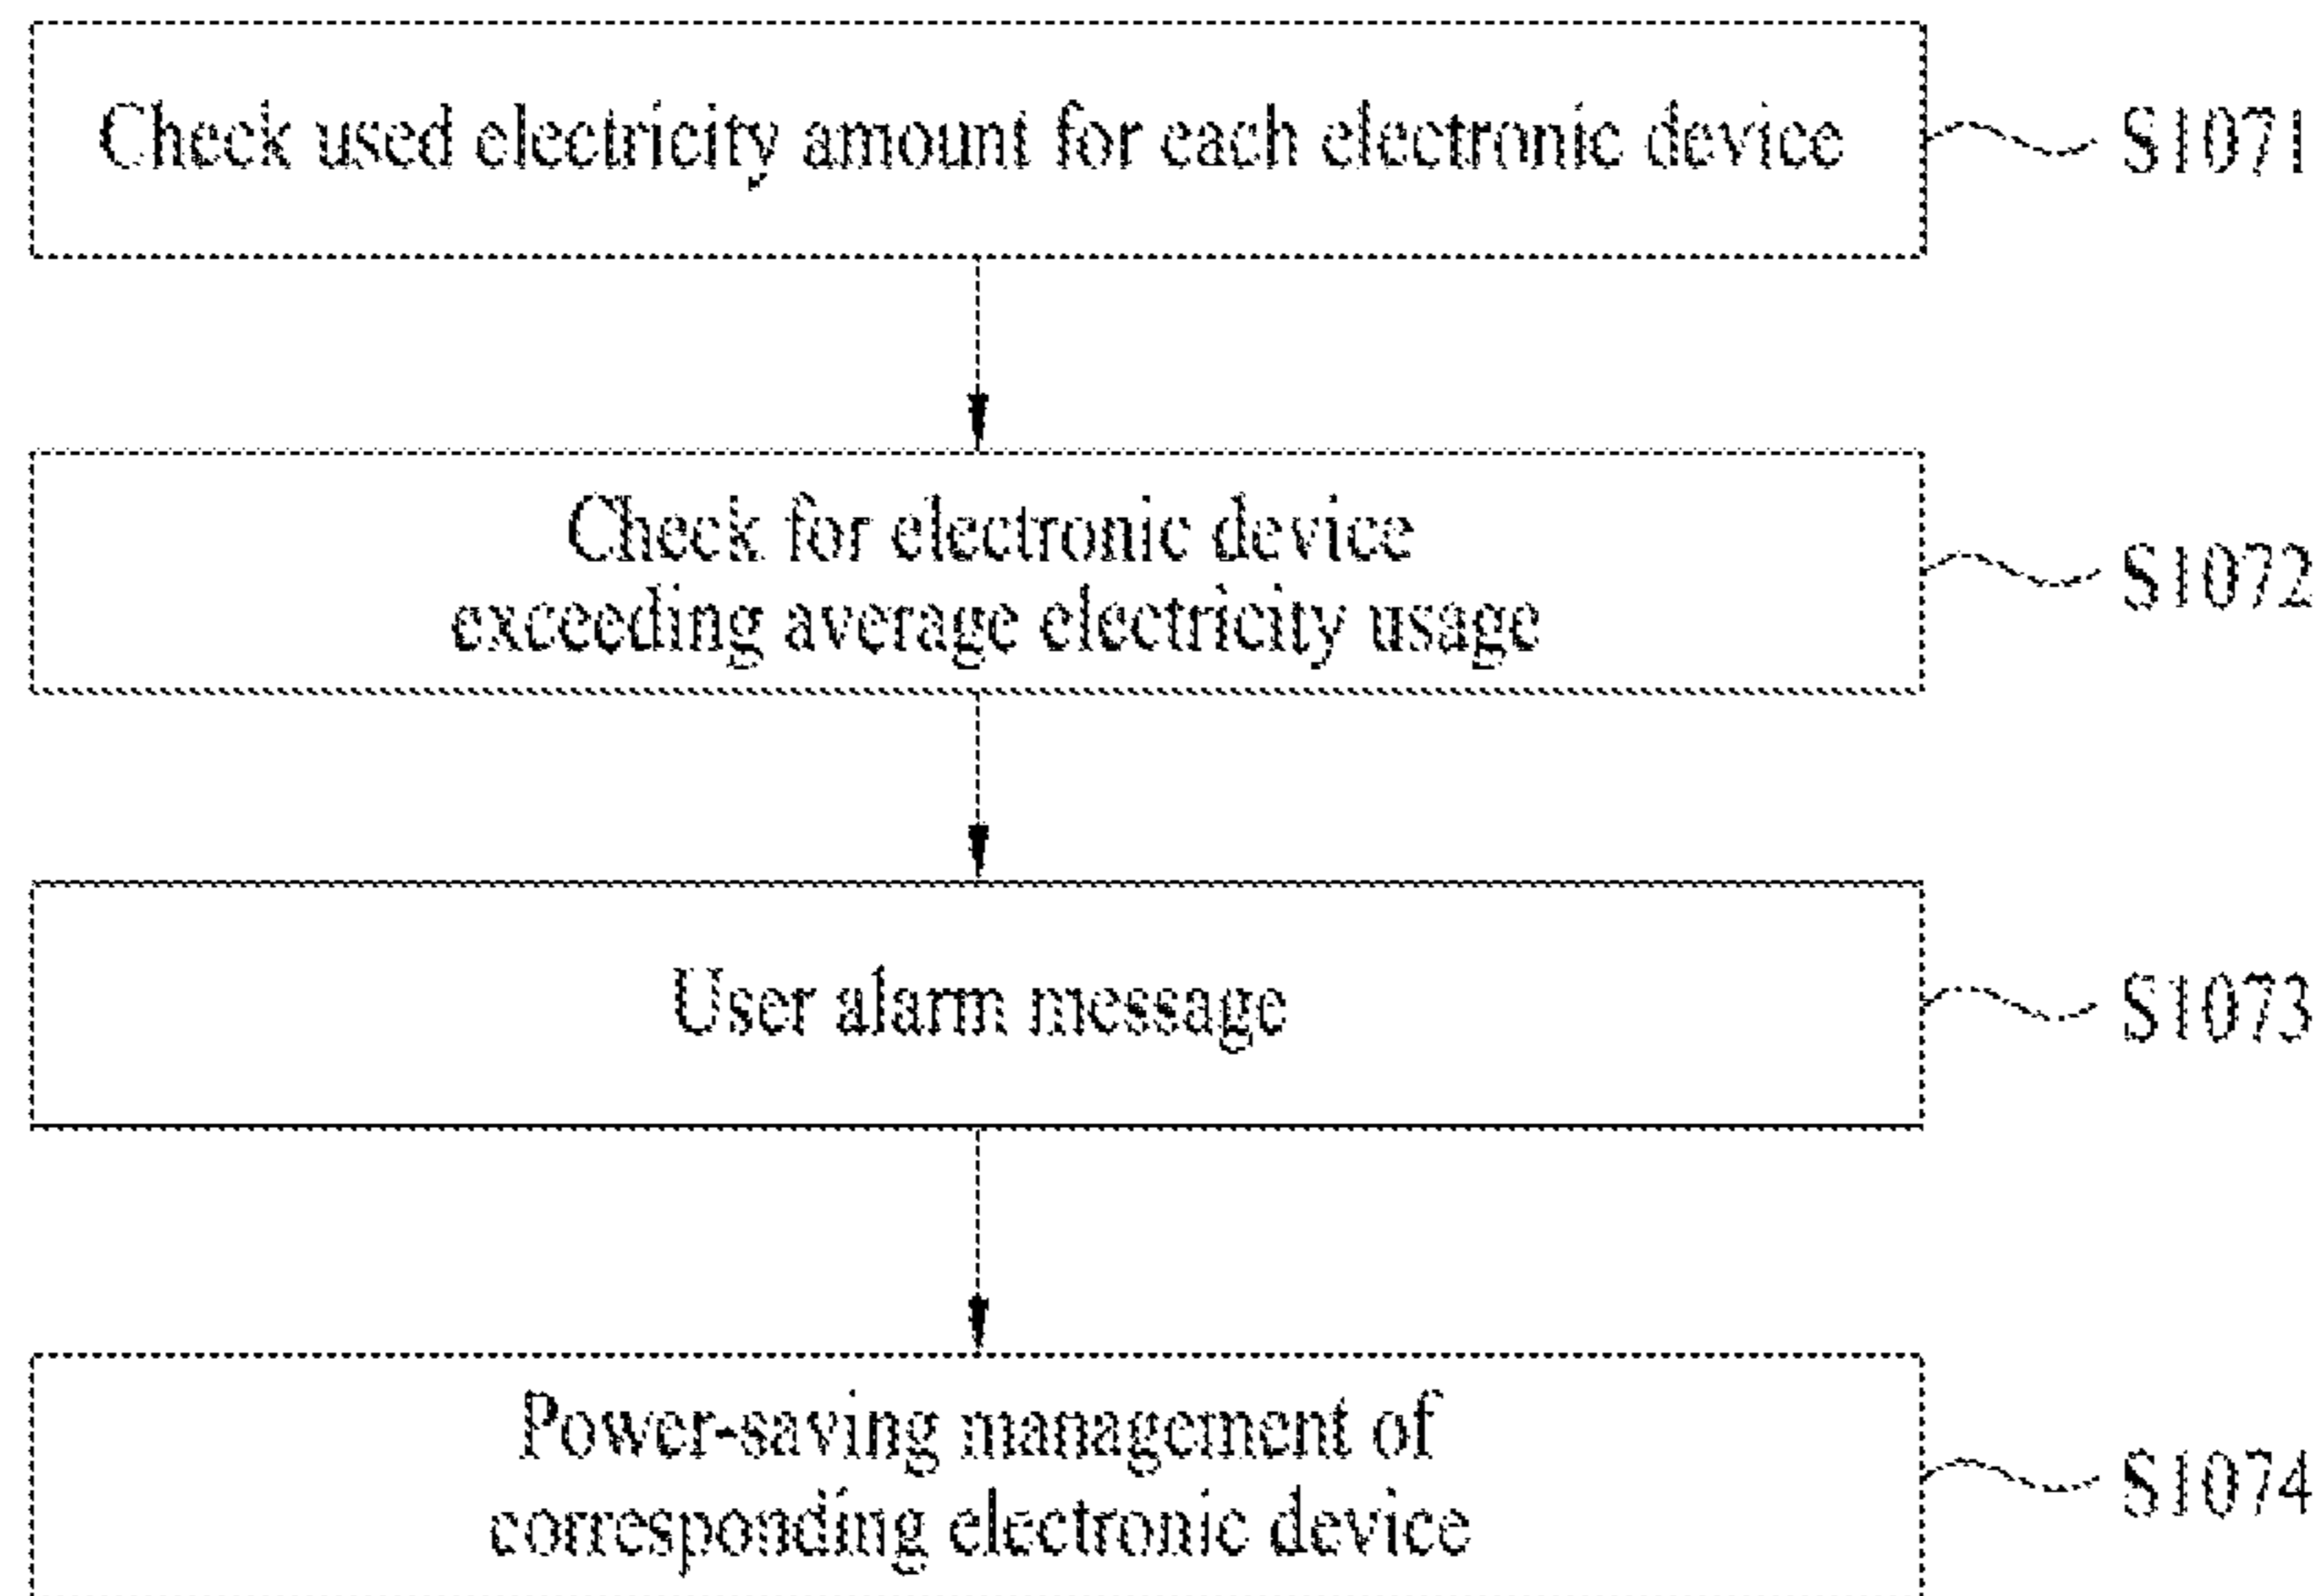 Check used electricity amount for each electronic device
S1071
Check for electronic device
exceeding average electricity usage
S1072
User alarm message
S1073
Power-saving management of
corresponding electronic device
S1074